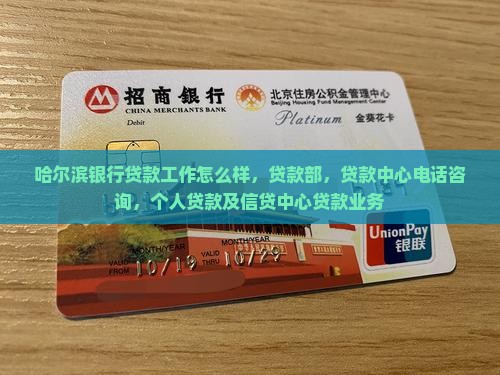 招商银行
CHINA MERCHANTS BANK
北京住房公积金管理中心
Beijing Housing Fund Management Center
Debit
Platinum
金葵花卡
哈尔滨银行贷款工作怎么样，贷款部，贷款中心电话咨
询，个人贷款及信贷中心贷款业务
MONTH/YEAR
MONTH/YEAR
VALID FROM
10/19
VALID THRU
10/29
UnionPay
银联